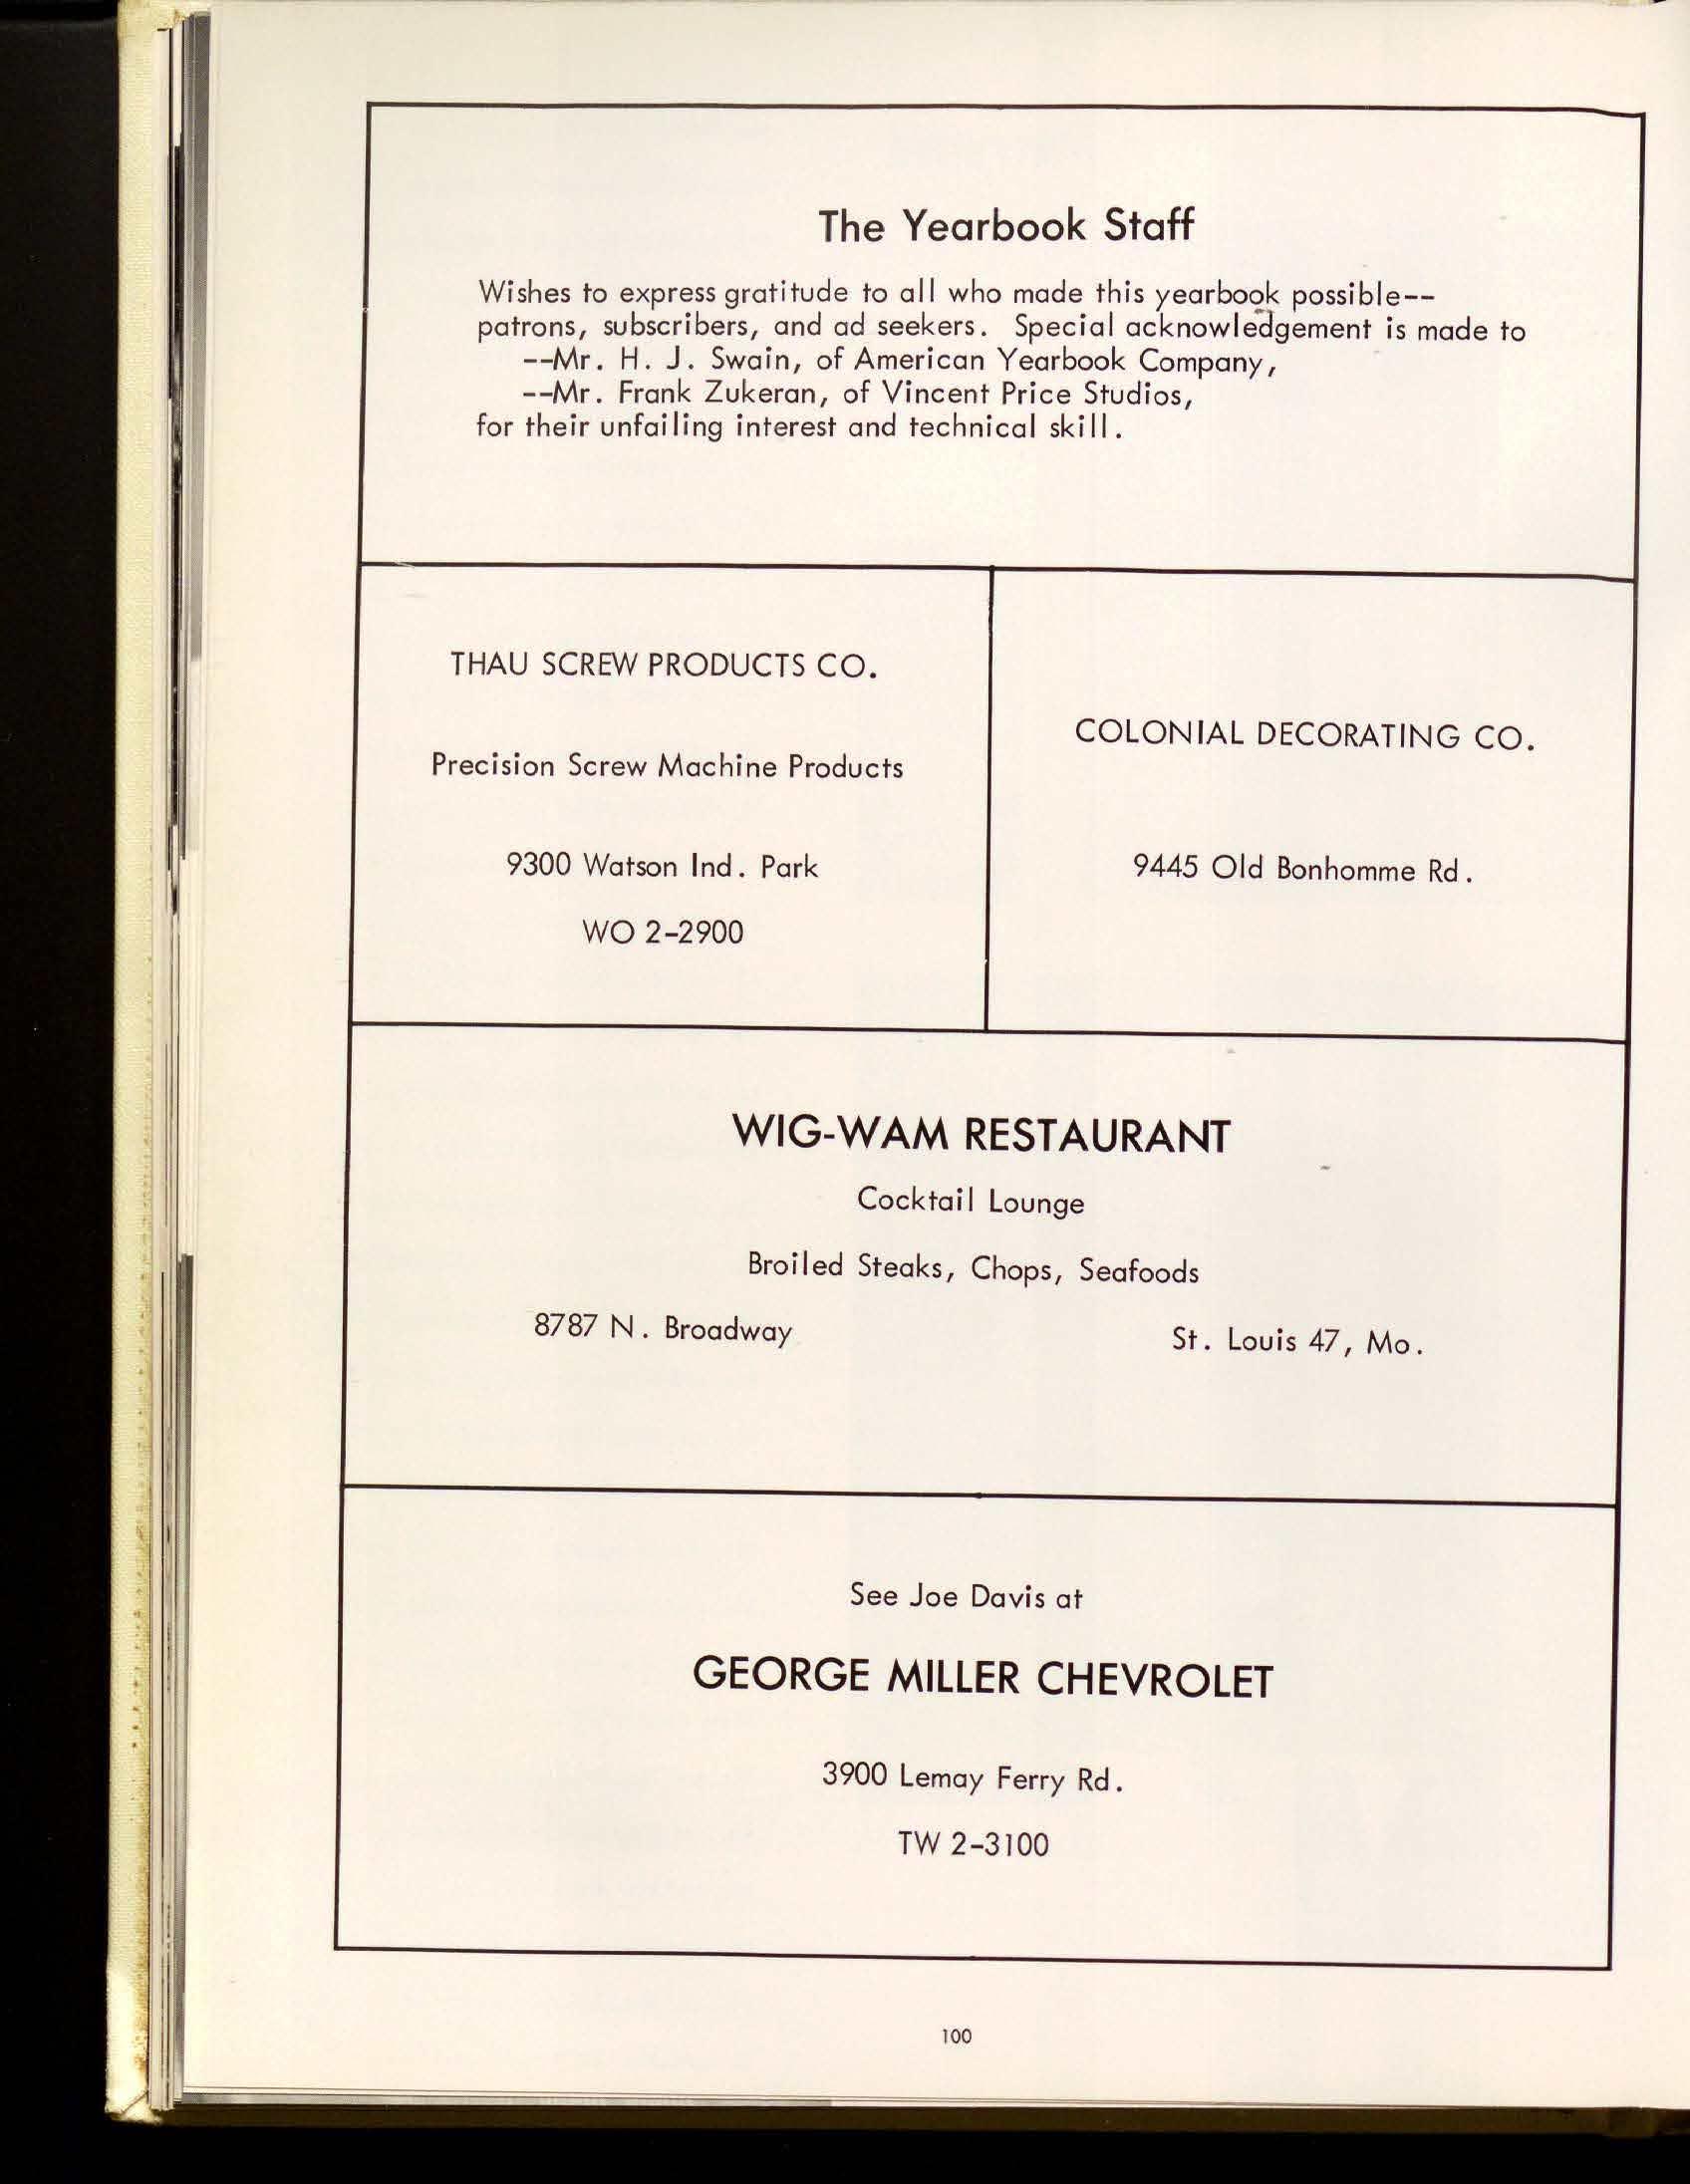 The Yearbook Staff
Wishes to express gratitude to all who made this yearbook possible--
patrons, subscribers, and ad seekers. Special acknowledgement is made to
--Mr. H. J. Swain, of American Yearbook Company,
--Mr. Frank Zukeran, of Vincent Price Studios,
for their unfailing interest and technical skill.
THAU SCREW PRODUCTS CO.
Precision Screw Machine Products
9300 Watson Ind. Park
WO 2-2900
COLONIAL DECORATING CO.
9445 Old Bonhomme Rd.
WIG-WAM RESTAURANT
Cocktail Lounge
Broiled Steaks, Chops, Seafoods
8787 N. Broadway St. Louis 47, Mo.
See Joe Davis at
GEORGE MILLER CHEVROLET
3900 Lemay Ferry Rd.
TW 2-3100
100